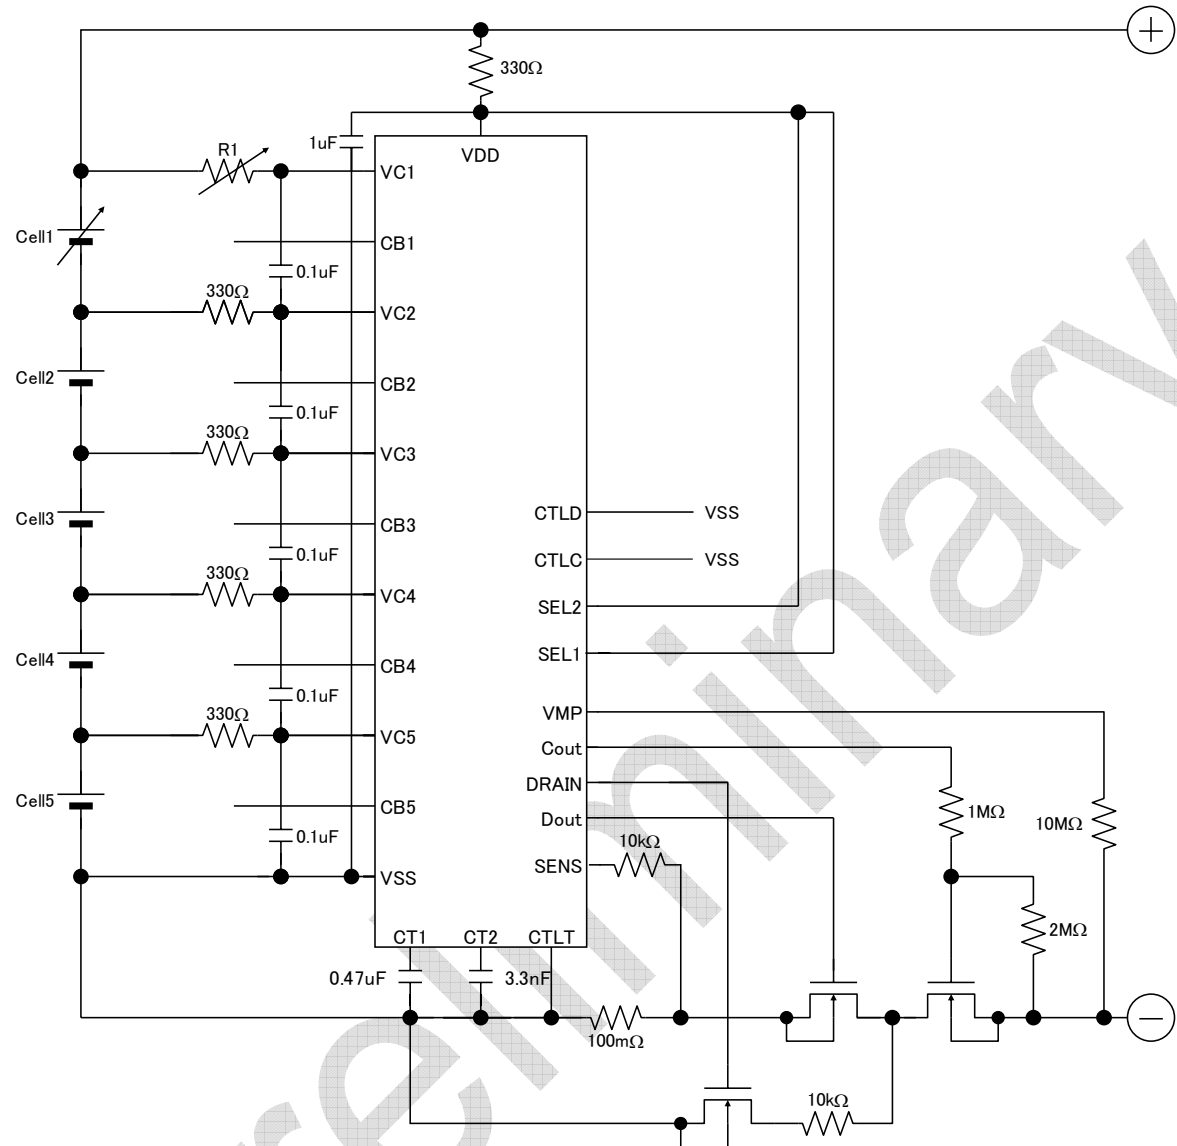 +
330Ω
1uF
VDD
R1
VC1
Cell1
CB1
0.1uF
330Ω
VC2
Cell2
CB2
0.1uF
330Ω
VC3
Cell3
CB3
CTLD
VSS
0.1uF
CTLC
VSS
330Ω
VC4
SEL2
Cell4
CB4
SEL1
0.1uF
330Ω
VC5
VMP
Cout
DRAIN
Cell5
CB5
Dout
1MΩ
10MΩ
0.1uF
10kΩ
SENS
VSS
2MΩ
CT1
CT2
CTLT
0.47uF
3.3nF
100mΩ
−
10kΩ
reliminary